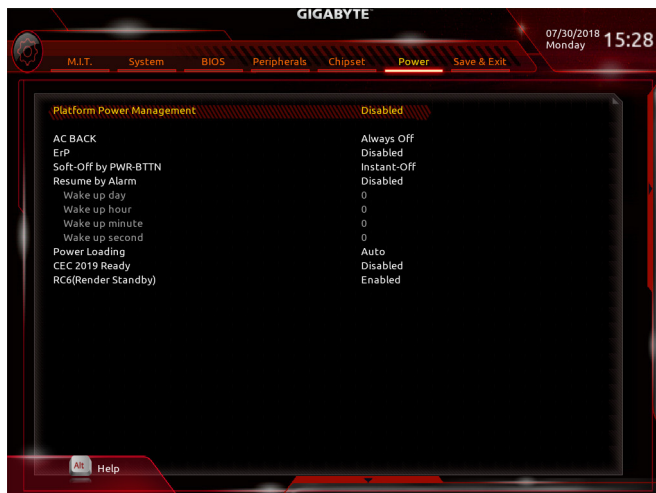 GIGABYTE™
07/30/2018 Monday 15:28
M.I.T. System BIOS Peripherals Chipset Power Save & Exit
Platform Power Management Disabled
AC BACK Always Off
ErP Disabled
Soft-Off by PWR-BTTN Instant-Off
Resume by Alarm Disabled
Wake up day 0
Wake up hour 0
Wake up minute 0
Wake up second 0
Power Loading Auto
CEC 2019 Ready Disabled
RC6(Render Standby) Enabled
Alt Help